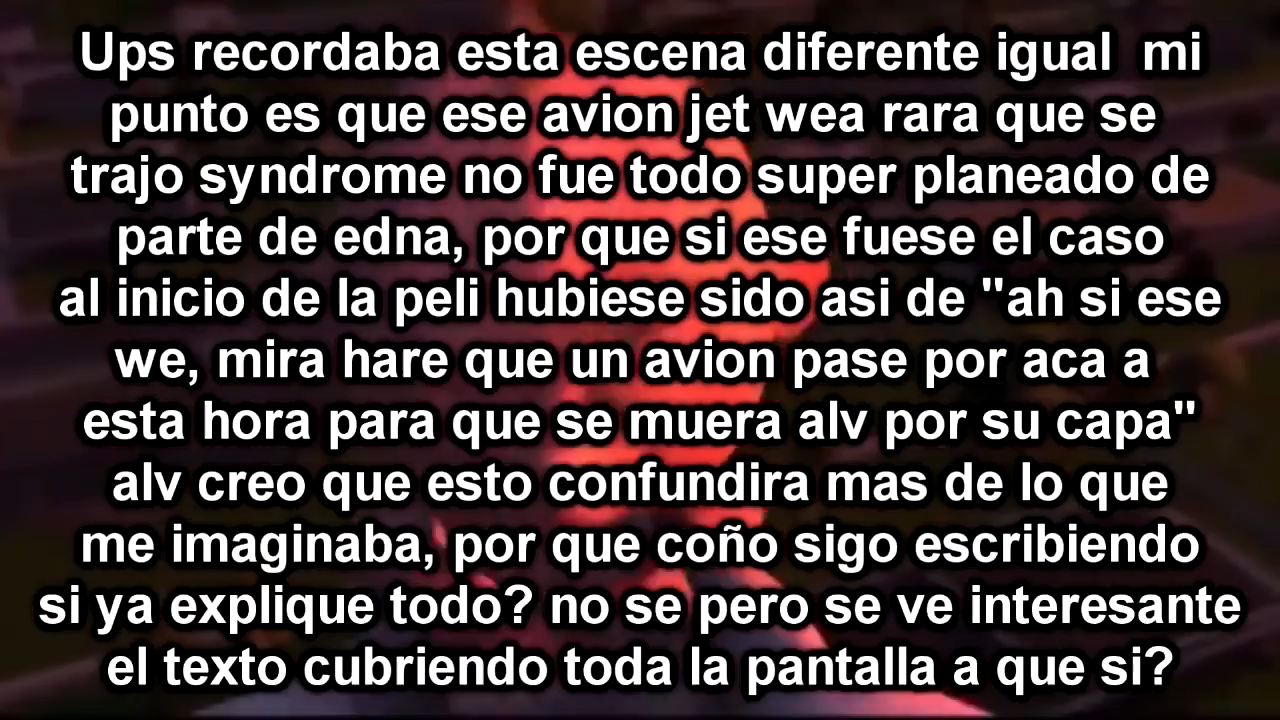 Ups recordaba esta escena diferente igual  mi
punto es que ese avion jet wea rara que se
trajo syndrome no fue todo super planeado de
parte de edna, por que si ese fuese el caso
al inicio de la peli hubiese sido asi de "ah si ese
we, mira hare que un avion pase por aca a
esta hora para que se muera alv por su capa"
alv creo que esto confundira mas de lo que
me imaginaba, por que coño sigo escribiendo
si ya explique todo? no se pero se ve interesante
el texto cubriendo toda la pantalla a que si?